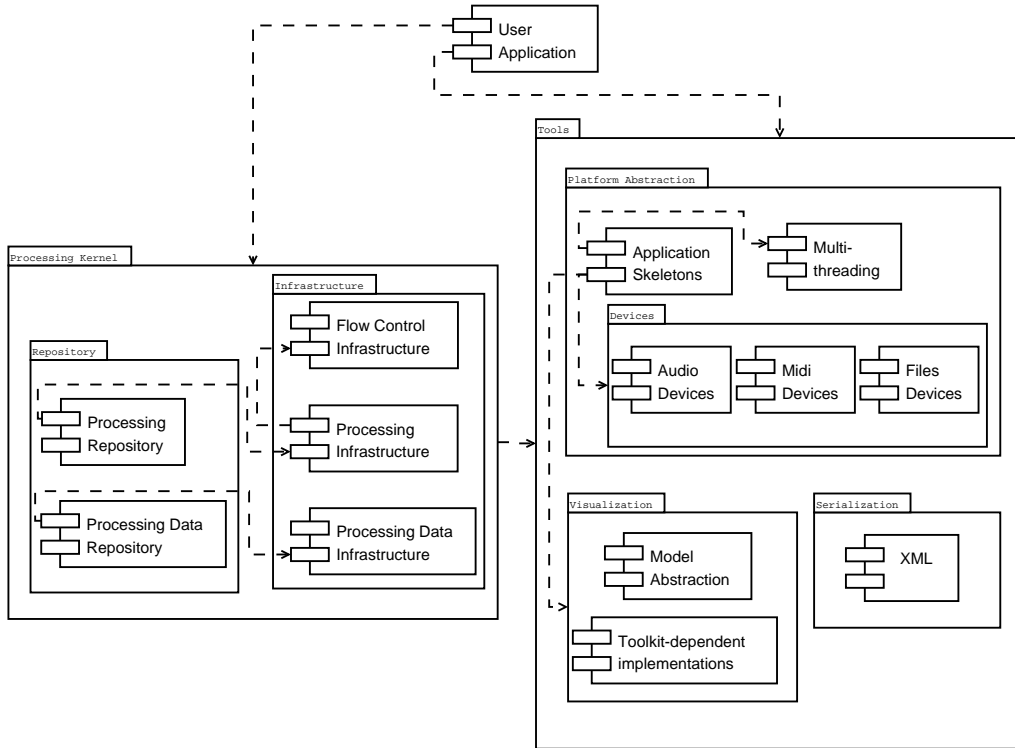 User
Application
Tools
Platform Abstraction
Application
Skeletons
Multi-
threading
Processing Kernel
Infrastructure
Flow Control
Infrastructure
Devices
Audio
Devices
Midi
Devices
Files
Devices
Repository
Processing
Repository
Processing
Infrastructure
Processing Data
Repository
Processing Data
Infrastructure
Visualization
Model
Abstraction
Toolkit-dependent
implementations
Serialization
XML